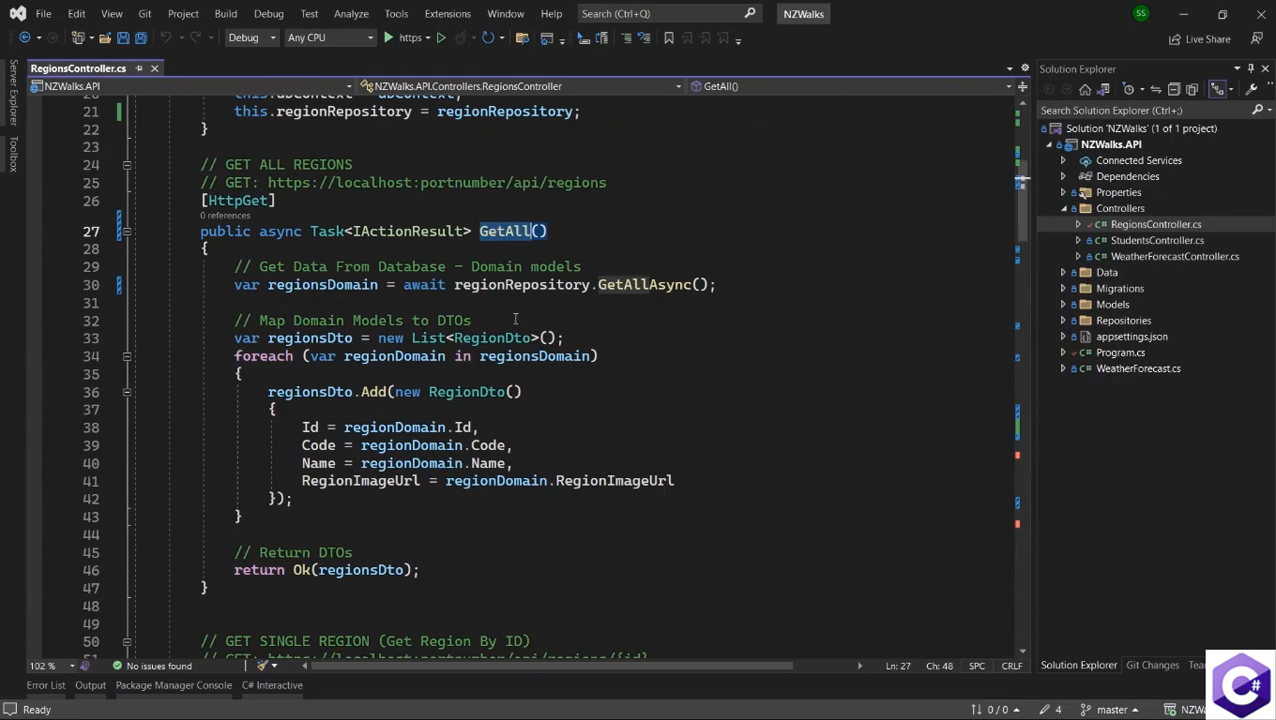 File Edit View Git Project Build Debug Test Analyze Tools Extensions Window Help Search (Ctrl+Q) NZWalks SS
Debug Any CPU https Live Share
Server Explorer
Toolbox
RegionsController.cs
NZWalks.API NZWalks.API.Controllers.RegionsController GetAll()
21 this.regionRepository = regionRepository;
22 }
23
24 // GET ALL REGIONS
25 // GET: https://localhost:portnumber/api/regions
26 [HttpGet]
0 references
27 public async Task<IActionResult> GetAll()
28 {
29 // Get Data From Database - Domain models
30 var regionsDomain = await regionRepository.GetAllAsync();
31
32 // Map Domain Models to DTOs
33 var regionsDto = new List<RegionDto>();
34 foreach (var regionDomain in regionsDomain)
35 {
36 regionsDto.Add(new RegionDto()
37 {
38 Id = regionDomain.Id,
39 Code = regionDomain.Code,
40 Name = regionDomain.Name,
41 RegionImageUrl = regionDomain.RegionImageUrl
42 });
43 }
44
45 // Return DTOs
46 return Ok(regionsDto);
47 }
48
49
50 // GET SINGLE REGION (Get Region By ID)
Solution Explorer
Search Solution Explorer (Ctrl+
Solution 'NZWalks' (1 of 1 project)
NZWalks.API
Connected Services
Dependencies
Properties
Controllers
RegionsController.cs
StudentsController.cs
WeatherForecastController.cs
Data
Migrations
Models
Repositories
appsettings.json
Program.cs
WeatherForecast.cs
102 % No issues found Ln: 27 Ch: 48 SPC CRLF
Solution Explorer Git Changes
Error List Output Package Manager Console C# Interactive
Ready 0 / 0 4 master
C#